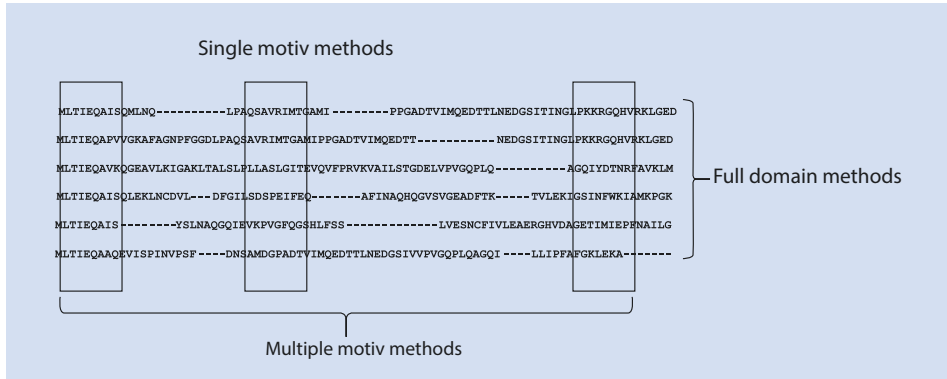 Single motiv methods
MLTIEQAISQMLNQ----------LPAQSAVRIMTGAMI--------PPGADTVIMQEDTTLNEDGSITINGLPKKRGQHVRKLGED
MLTIEQAPVVGKAFAGNPFGGDLPAQSAVRIMTGAMIPPGADTVIMQEDTT-----------NEDGSITINGLPKKRGQHVRKLGED
MLTIEQAVKQGEAVLKIGAKLTALSLPLLASLGITEVQVFPRVKVAILSTGDELVPVGQPLQ----------AGQIYDTNRFAVKLM
MLTIEQAISQLEKLNCDVL---DFGILSDSPEIFEQ-------AFINAQHQGVSVGEADFTK-----TVLEKIGSINFWKIAMKPGK
MLTIEQAIS--------YSLNAQGQIEVKPVGFQGSHLFSS-------------LVESNCFIVLEAERGHVDAGETIMIEPFNAILG
MLTIEQAAQEVISPINVPSF----DNSAMDGPADTVIMQEDTTLNEDGSIVVPVGQPLQAGQI----LLIPFAFGKLEKA-------
Full domain methods
Multiple motiv methods